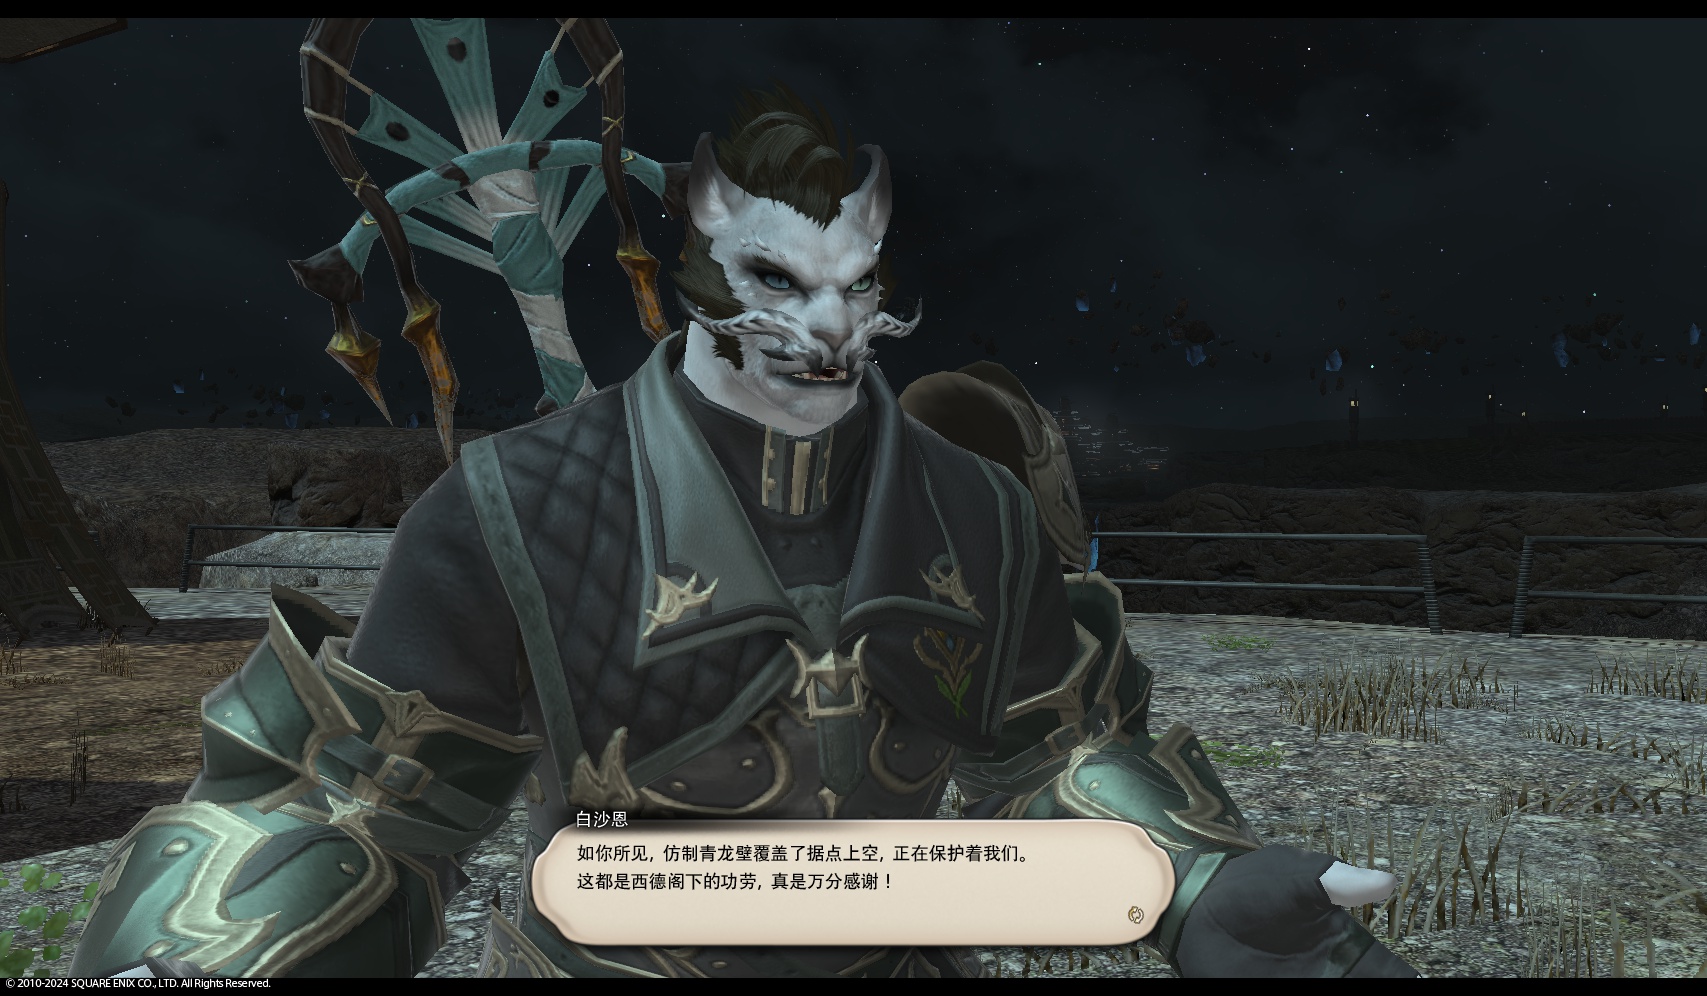 白沙恩
如你所见, 仿制青龙壁覆盖了据点上空, 正在保护着我们。
这都是西德阁下的功劳, 真是万分感谢！
© 2010-2024 SQUARE ENIX CO., LTD. All Rights Reserved.